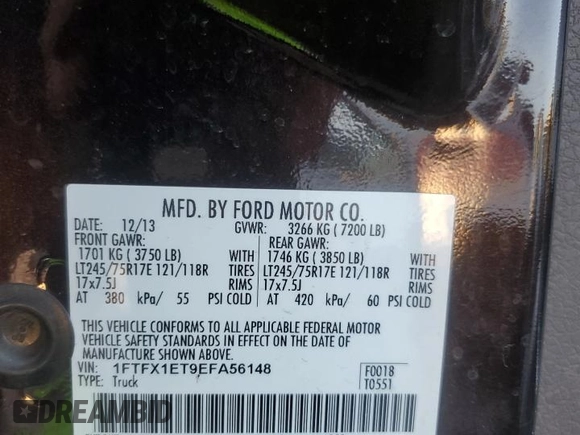 MFD. BY FORD MOTOR CO.
DATE: 12/13 GVWR: 3266 KG ( 7200 LB)
FRONT GAWR: REAR GAWR:
1701 KG ( 3750 LB) WITH 1746 KG ( 3850 LB) WITH
LT245/75R17E 121/118R TIRES LT245/75R17E 121/118R TIRES
17x7.5J RIMS 17x7.5J RIMS
AT 380 kPa/ 55 PSI COLD AT 420 kPa/ 60 PSI COLD
THIS VEHICLE CONFORMS TO ALL APPLICABLE FEDERAL MOTOR
VEHICLE SAFETY STANDARDS IN EFFECT ON THE DATE OF
MANUFACTURE SHOWN ABOVE.
VIN: 1FTFX1ET9EFA56148 F0018
TYPE: Truck T0551
DREAMBID